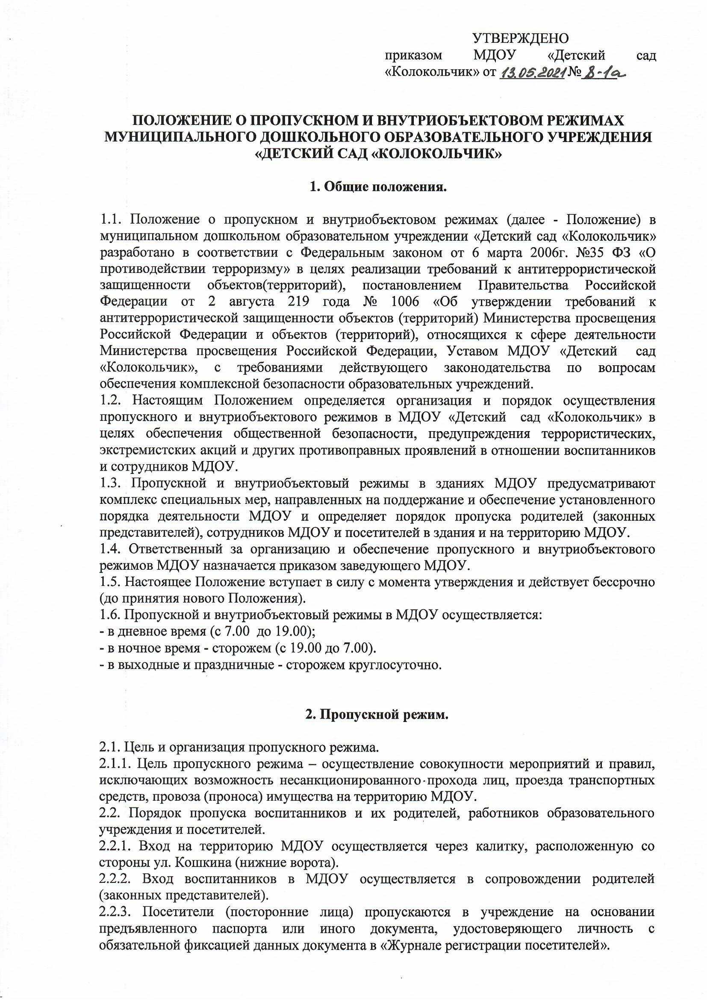 УТВЕРЖДЕНО
приказом МДОУ «Детский сад
«Колокольчик» от 13.05.2021 № 8-1а
ПОЛОЖЕНИЕ О ПРОПУСКНОМ И ВНУТРИОБЪЕКТОВОМ РЕЖИМАХ
МУНИЦИПАЛЬНОГО ДОШКОЛЬНОГО ОБРАЗОВАТЕЛЬНОГО УЧРЕЖДЕНИЯ
«ДЕТСКИЙ САД «КОЛОКОЛЬЧИК»
1. Общие положения.
1.1. Положение о пропускном и внутриобъектовом режимах (далее - Положение) в
муниципальном дошкольном образовательном учреждении «Детский сад «Колокольчик»
разработано в соответствии с Федеральным законом от 6 марта 2006г. №35 ФЗ «О
противодействии терроризму» в целях реализации требований к антитеррористической
защищенности объектов(территорий), постановлением Правительства Российской
Федерации от 2 августа 219 года № 1006 «Об утверждении требований к
антитеррористической защищенности объектов (территорий) Министерства просвещения
Российской Федерации и объектов (территорий), относящихся к сфере деятельности
Министерства просвещения Российской Федерации, Уставом МДОУ «Детский сад
«Колокольчик», с требованиями действующего законодательства по вопросам
обеспечения комплексной безопасности образовательных учреждений.
1.2. Настоящим Положением определяется организация и порядок осуществления
пропускного и внутриобъектового режимов в МДОУ «Детский сад «Колокольчик» в
целях обеспечения общественной безопасности, предупреждения террористических,
экстремистских акций и других противоправных проявлений в отношении воспитанников
и сотрудников МДОУ.
1.3. Пропускной и внутриобъектовый режимы в зданиях МДОУ предусматривают
комплекс специальных мер, направленных на поддержание и обеспечение установленного
порядка деятельности МДОУ и определяет порядок пропуска родителей (законных
представителей), сотрудников МДОУ и посетителей в здания и на территорию МДОУ.
1.4. Ответственный за организацию и обеспечение пропускного и внутриобъектового
режимов МДОУ назначается приказом заведующего МДОУ.
1.5. Настоящее Положение вступает в силу с момента утверждения и действует бессрочно
(до принятия нового Положения).
1.6. Пропускной и внутриобъектовый режимы в МДОУ осуществляется:
- в дневное время (с 7.00 до 19.00);
- в ночное время - сторожем (с 19.00 до 7.00).
- в выходные и праздничные - сторожем круглосуточно.
2. Пропускной режим.
2.1. Цель и организация пропускного режима.
2.1.1. Цель пропускного режима – осуществление совокупности мероприятий и правил,
исключающих возможность несанкционированного прохода лиц, проезда транспортных
средств, провоза (проноса) имущества на территорию МДОУ.
2.2. Порядок пропуска воспитанников и их родителей, работников образовательного
учреждения и посетителей.
2.2.1. Вход на территорию МДОУ осуществляется через калитку, расположенную со
стороны ул. Кошкина (нижние ворота).
2.2.2. Вход воспитанников в МДОУ осуществляется в сопровождении родителей
(законных представителей).
2.2.3. Посетители (посторонние лица) пропускаются в учреждение на основании
предъявленного паспорта или иного документа, удостоверяющего личность с
обязательной фиксацией данных документа в «Журнале регистрации посетителей».